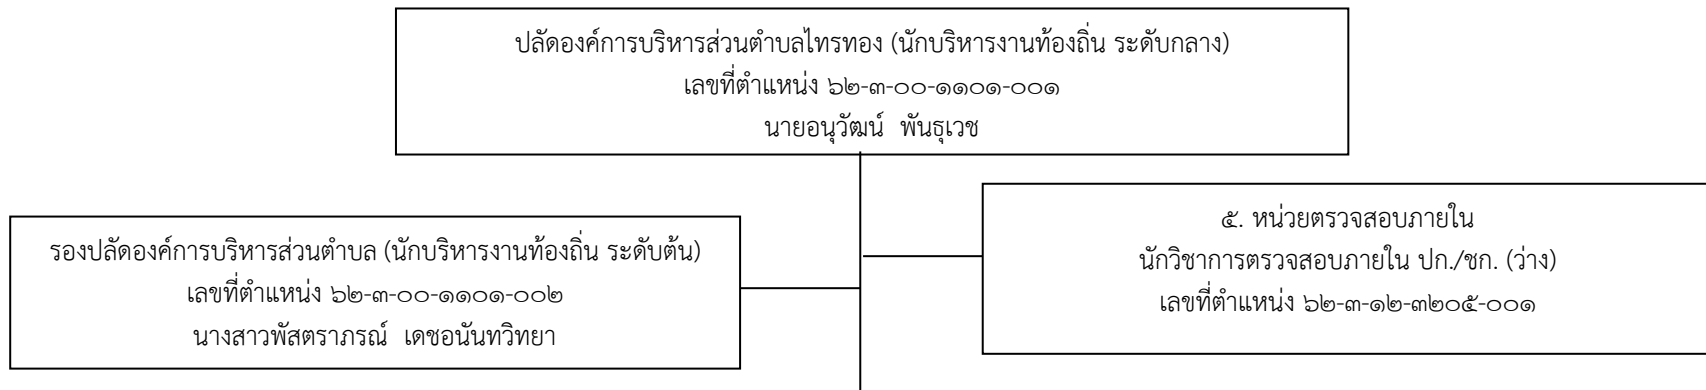 ปลัดองค์การบริหารส่วนตำบลไทรทอง (นักบริหารงานท้องถิ่น ระดับกลาง)
เลขที่ตำแหน่ง ๖๒-๓-๐๐-๑๑๐๑-๐๐๑
นายอนุวัฒน์ พันธุเวช
รองปลัดองค์การบริหารส่วนตำบล (นักบริหารงานท้องถิ่น ระดับต้น)
เลขที่ตำแหน่ง ๖๒-๓-๐๐-๑๑๐๑-๐๐๒
นางสาวพัสตราภรณ์ เดชอนันทวิทยา
๕. หน่วยตรวจสอบภายใน
นักวิชาการตรวจสอบภายใน ปก./ชก. (ว่าง)
เลขที่ตำแหน่ง ๖๒-๓-๑๒-๓๒๐๕-๐๐๑